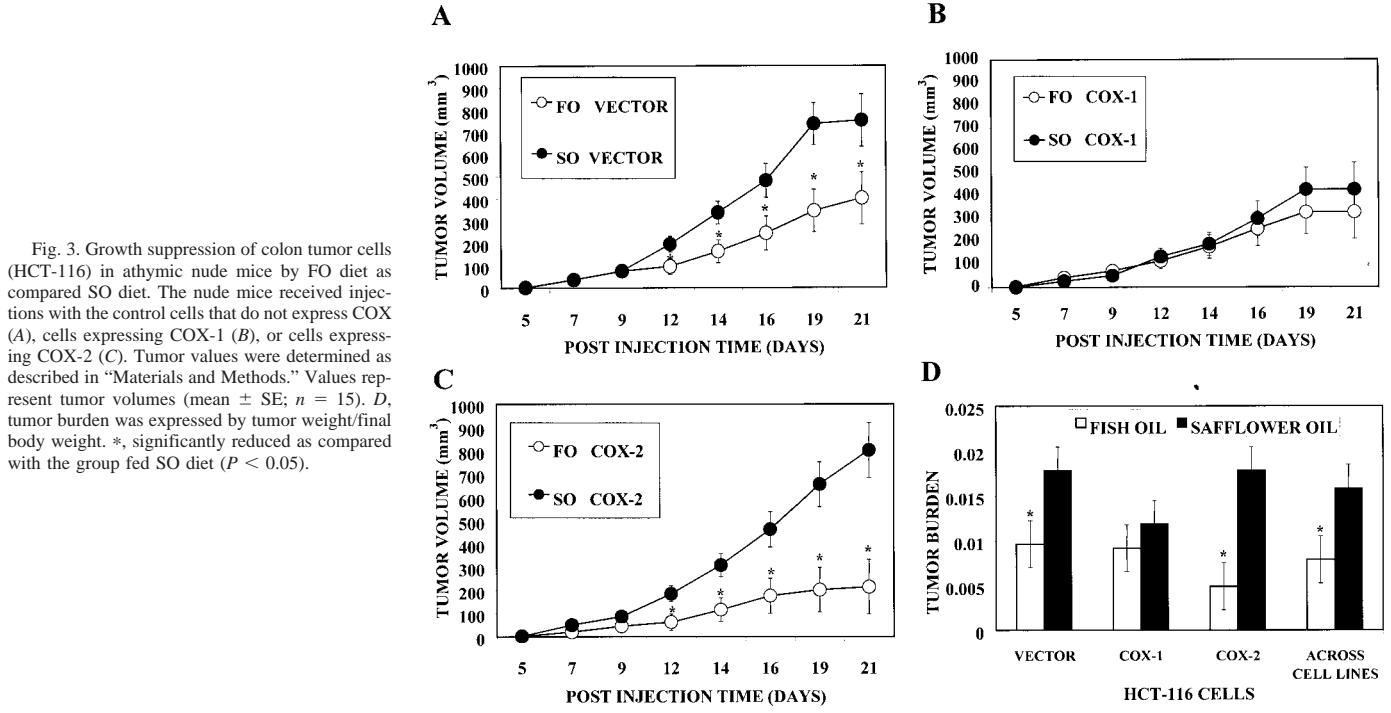 Fig. 3. Growth suppression of colon tumor cells
(HCT-116) in athymic nude mice by FO diet as
compared SO diet. The nude mice received injec-
tions with the control cells that do not express COX
(A), cells expressing COX-1 (B), or cells express-
ing COX-2 (C). Tumor values were determined as
described in “Materials and Methods.” Values rep-
resent tumor volumes (mean ± SE; n = 15). D,
tumor burden was expressed by tumor weight/final
body weight. *, significantly reduced as compared
with the group fed SO diet (P < 0.05).
A
TUMOR VOLUME (mm³)
1000
900
800
700
600
500
400
300
200
100
0
FO VECTOR
SO VECTOR
* * * * *
5 7 9 12 14 16 19 21
POST INJECTION TIME (DAYS)
B
TUMOR VOLUME (mm³)
1000
900
800
700
600
500
400
300
200
100
0
FO COX-1
SO COX-1
5 7 9 12 14 16 19 21
POST INJECTION TIME (DAYS)
C
TUMOR VOLUME (mm³)
1000
900
800
700
600
500
400
300
200
100
0
FO COX-2
SO COX-2
* * * * *
5 7 9 12 14 16 19 21
POST INJECTION TIME (DAYS)
D
TUMOR BURDEN
0.025
0.02
0.015
0.01
0.005
0
FISH OIL SAFFLOWER OIL
* * *
VECTOR COX-1 COX-2 ACROSS
CELL LINES
HCT-116 CELLS